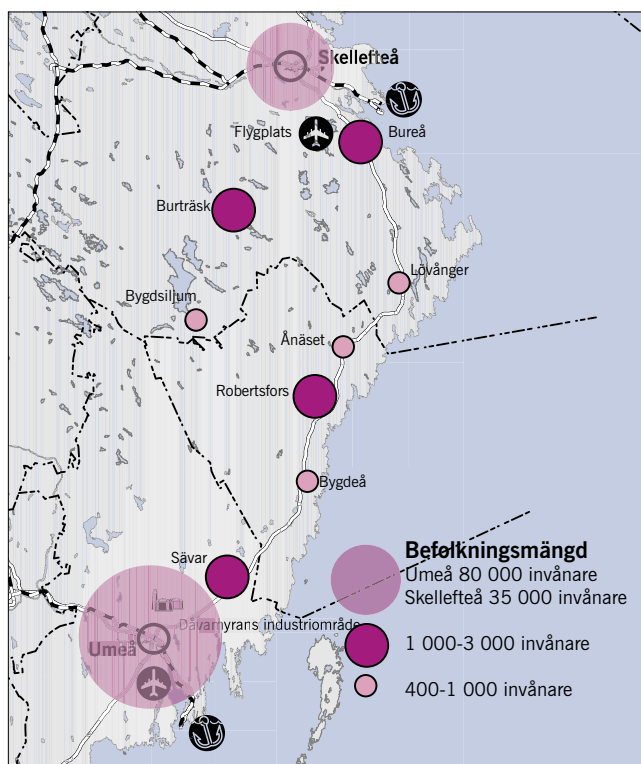 Skellefteå
Flygplats
Bureå
Burträsk
Lövånger
Bygdsiljum
Ånäset
Robertsfors
Bygdeå
Sävar
Befolkningsmängd
Umeå 80 000 invånare
Skellefteå 35 000 invånare
Dåvamyrans industriområde
Umeå
1 000-3 000 invånare
400-1 000 invånare